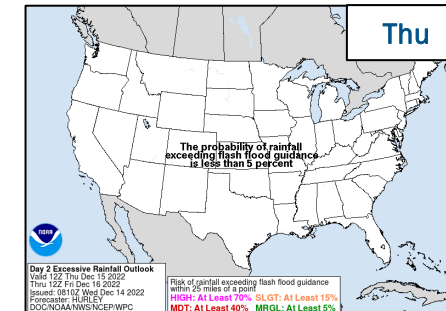 Thu
The probability of rainfall
exceeding flash flood guidance
is less than 5 percent
NOAA
Day 2 Excessive Rainfall Outlook
Valid 12Z Thu Dec 15 2022
Thru 12Z Fri Dec 16 2022
Issued: 0810Z Wed Dec 14 2022
Forecaster: HURLEY
DOC/NOAA/NWS/NCEP/WPC
Risk of rainfall exceeding flash flood guidance
within 25 miles of a point
HIGH: At Least 70% SLGT: At Least 15%
MDT: At Least 40% MRGL: At Least 5%